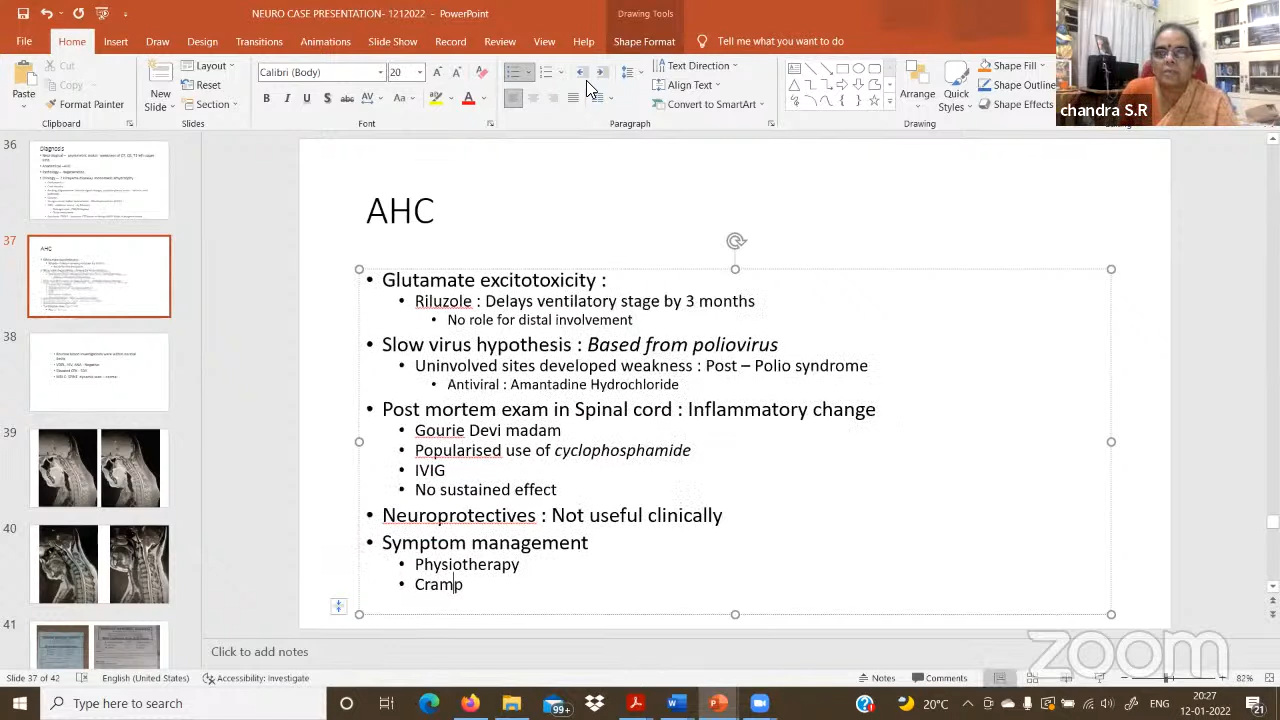 NEURO CASE PRESENTATION- 1212022 - PowerPoint
Drawing Tools
File Home Insert Draw Design Transitions Animations Slide Show Record Review View Help Shape Format Tell me what you want to do
Cut
Copy
Format Painter
Paste
Clipboard
New
Slide
Layout
Reset
Section
Slides
Calibri (Body) 20
Font
Text Direction
Align Text
Convert to SmartArt
Paragraph
Arrange
Quick
Styles
Shape Fill
Shape Outline
Shape Effects
Drawing
chandra S.R
36
Diagnosis
37
AHC
38
39
40
41
AHC
• Glutamate excitotoxicity :
• Riluzole : Delays ventilatory stage by 3 months
• No role for distal involvement
• Slow virus hypothesis : Based from poliovirus
• Uninvolved sites developed weakness : Post – Polio syndrome
• Antiviral : Amantadine Hydrochloride
• Post mortem exam in Spinal cord : Inflammatory change
• Gourie Devi madam
• Popularised use of cyclophosphamide
• IVIG
• No sustained effect
• Neuroprotectives : Not useful clinically
• Symptom management
• Physiotherapy
• Cramp
Click to add notes
zoom
Slide 37 of 42 English (United States) Accessibility: Investigate Notes Comments 82%
Type here to search
99+
20°C
20:27
12-01-2022
21